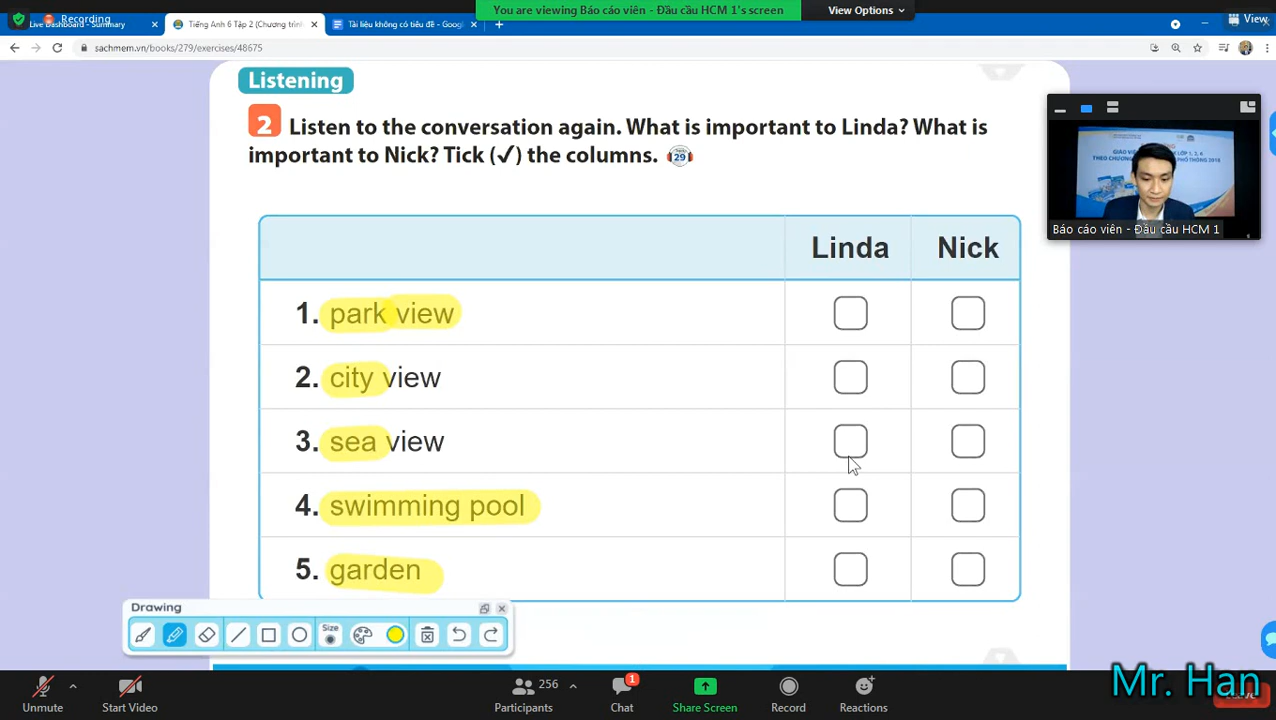 Recording
You are viewing Báo cáo viên - Đầu cầu HCM 1's screen
View Options
View
Live Dashboard - Summary
Tiếng Anh 6 Tập 2 (Chương trình
Tài liệu không có tiêu đề - Goog
sachmem.vn/books/279/exercises/48675
Listening
2 Listen to the conversation again. What is important to Linda? What is
important to Nick? Tick (✓) the columns. 29
Linda
Nick
1. park view
2. city view
3. sea view
4. swimming pool
5. garden
Báo cáo viên - Đầu cầu HCM 1
Drawing
Size
Unmute
Start Video
256
Participants
1
Chat
Share Screen
Record
Reactions
Mr. Han